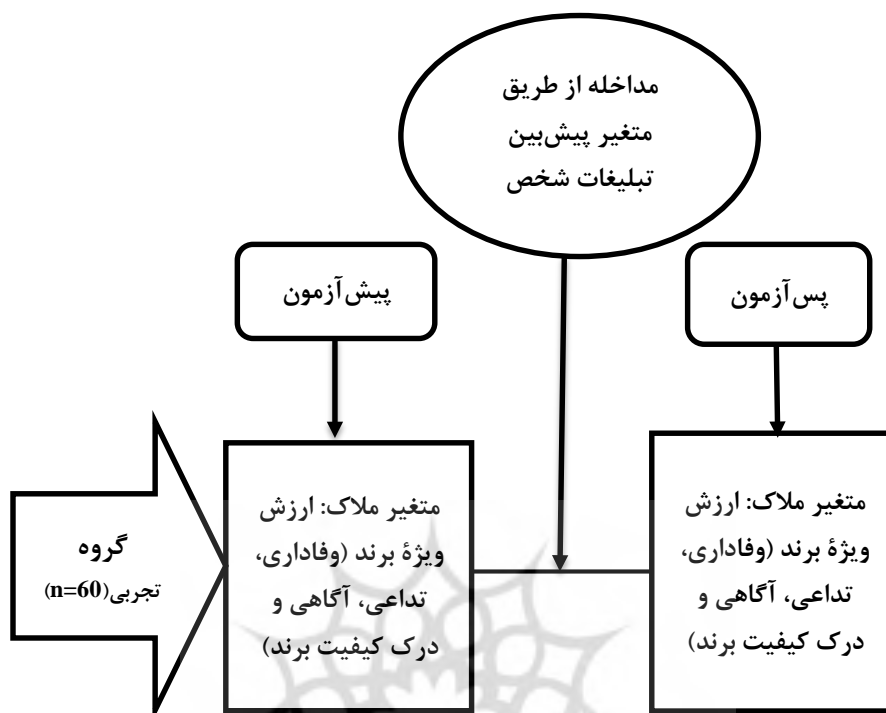 مداخله از طریق
متغیر پیش‌بین
تبلیغات شخص
پس‌آزمون
پیش‌آزمون
متغیر ملاک: ارزش
ویژهٔ برند (وفاداری،
تداعی، آگاهی و
درک کیفیت برند)
متغیر ملاک: ارزش
ویژهٔ برند (وفاداری،
تداعی، آگاهی و
درک کیفیت برند)
گروه
تجربی(n=60)